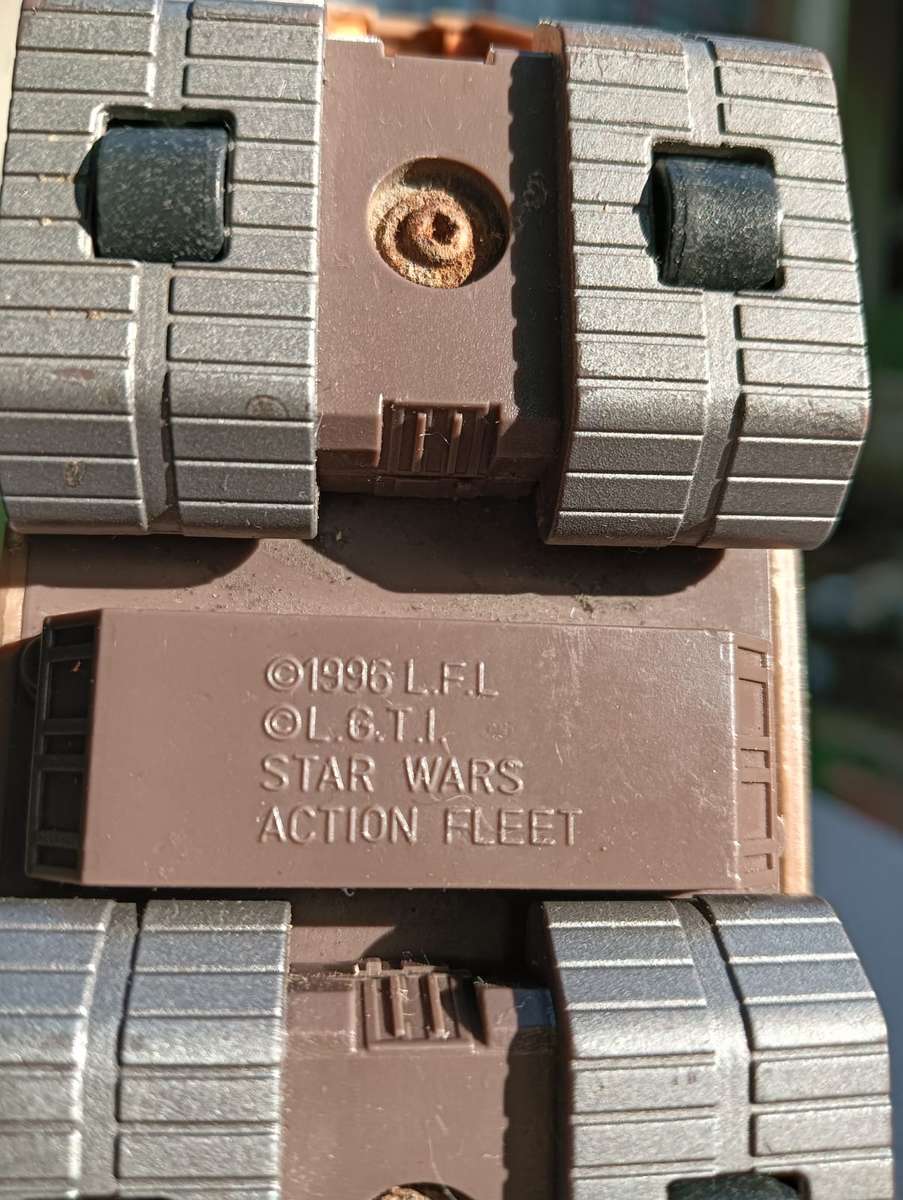 ©1996 L.F.L
©L.G.T.I.
STAR WARS
ACTION FLEET